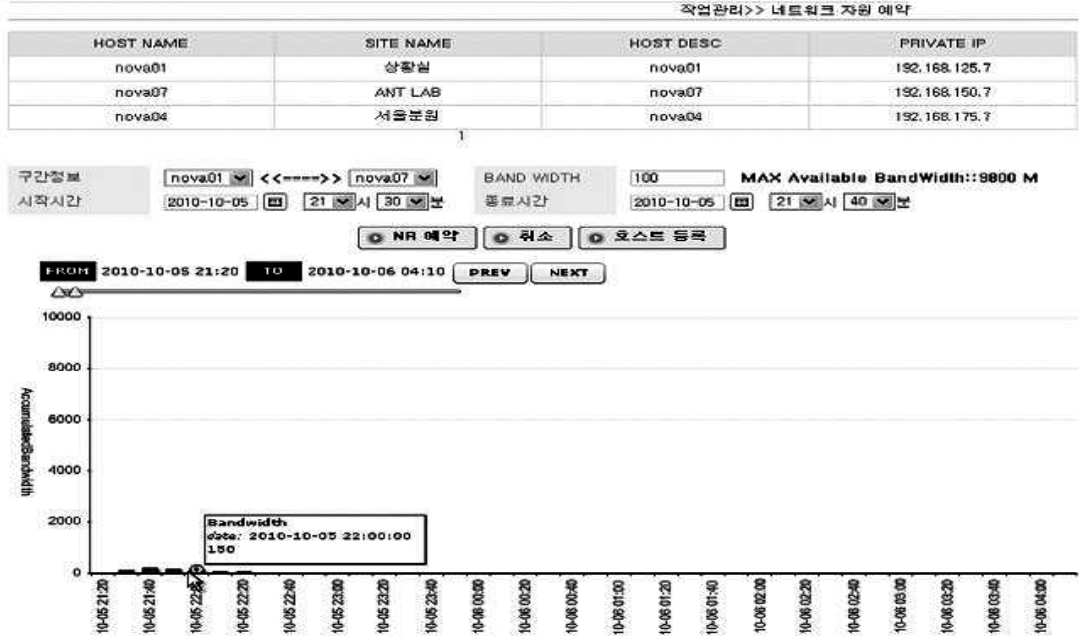 작업관리>> 네트워크 자원 예약
HOST NAME SITE NAME HOST DESC PRIVATE IP
nova01 상황실 nova01 192.168.125.7
nova07 ANT LAB nova07 192.168.150.7
nova04 서울분원 nova04 192.168.175.7
1
구간정보 nova01 <<---->> nova07 BAND WIDTH 100 MAX Available BandWidth::9800 M
시작시간 2010-10-05 21 시 30 분 종료시간 2010-10-05 21 시 40 분
NR 예약 취소 호스트 등록
FROM 2010-10-05 21:20 TO 2010-10-06 04:10 PREV NEXT
10000
8000
6000
4000
2000
0
AccumulatedBandwidth
Bandwidth
date: 2010-10-05 22:00:00
150
10-05 21:20 10-05 21:40 10-05 22:20 10-05 22:40 10-05 23:00 10-05 23:20 10-05 23:40 10-06 00:00 10-06 00:20 10-06 00:40 10-06 01:00 10-06 01:20 10-06 01:40 10-06 02:00 10-06 02:20 10-06 02:40 10-06 03:00 10-06 03:20 10-06 03:40 10-06 04:00